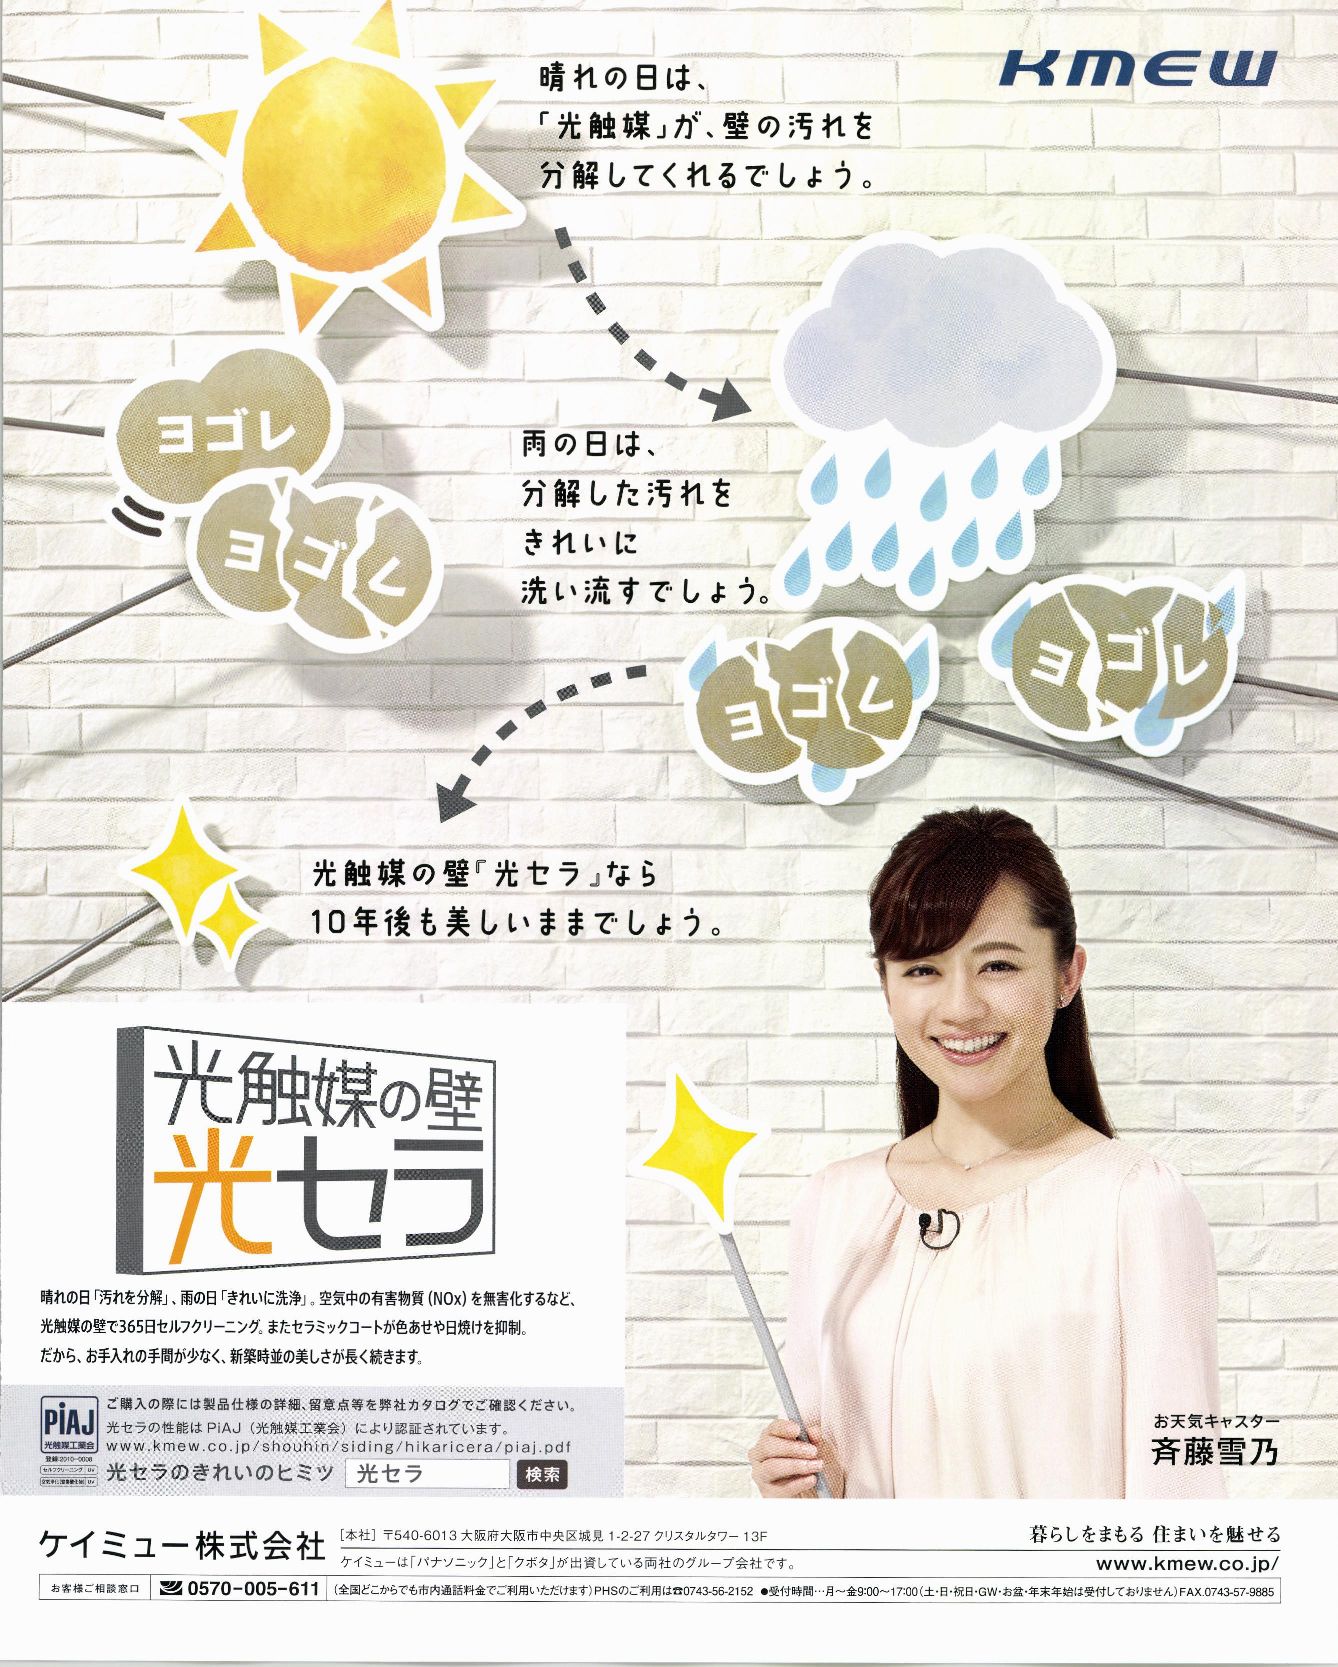 KMEW
晴れの日は、
「光触媒」が、壁の汚れを
分解してくれるでしょう。
ヨゴレ
ヨゴレ
雨の日は、
分解した汚れを
きれいに
洗い流すでしょう。
ヨゴレ
ヨゴレ
光触媒の壁『光セラ』なら
10年後も美しいままでしょう。
光触媒の壁
光セラ
晴れの日「汚れを分解」、雨の日「きれいに洗浄」。空気中の有害物質(NOx)を無害化するなど、
光触媒の壁で365日セルフクリーニング。またセラミックコートが色あせや日焼けを抑制。
だから、お手入れの手間が少なく、新築時並の美しさが長く続きます。
PiAJ
光触媒工業会
登録:2010-0008
セルフクリーニング UV
ご購入の際には製品仕様の詳細、留意点等を弊社カタログでご確認ください。
光セラの性能は PiAJ (光触媒工業会) により認証されています。
www.kmew.co.jp/shouhin/siding/hikaricera/piaj.pdf
光セラのきれいのヒミツ 光セラ 検索
お天気キャスター
斉藤雪乃
ケイミュー株式会社
[本社] 〒540-6013 大阪府大阪市中央区城見 1-2-27 クリスタルタワー 13F
ケイミューは「パナソニック」と「クボタ」が出資している両社のグループ会社です。
暮らしをまもる 住まいを魅せる
www.kmew.co.jp/
お客様ご相談窓口 0570-005-611 (全国どこからでも市内通話料金でご利用いただけます) PHSのご利用は☎0743-56-2152 ●受付時間…月〜金9:00〜17:00(土・日・祝日・GW・お盆・年末年始は受付しておりません) FAX.0743-57-9885